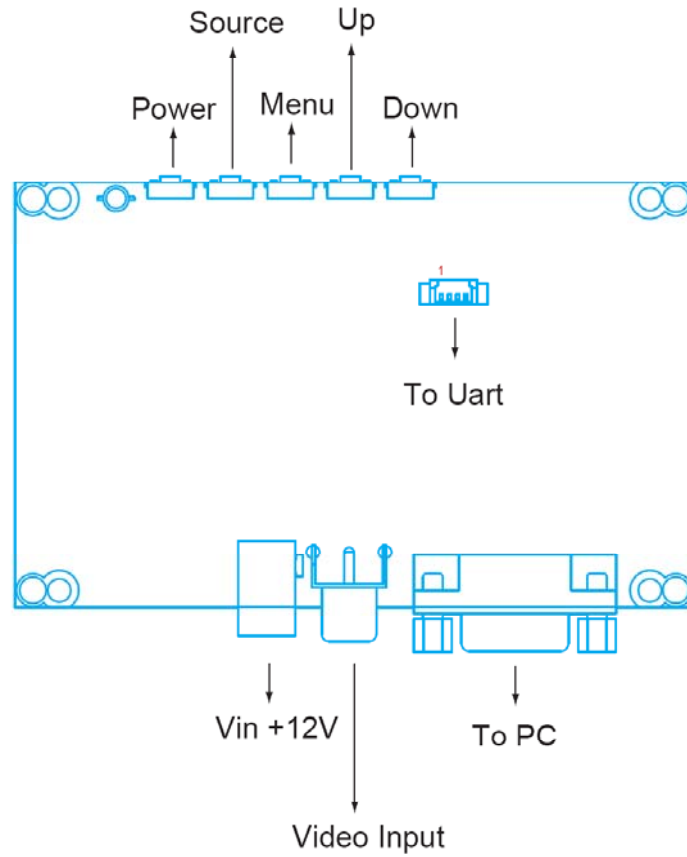 Source
Up
Power
Menu
Down
1
To Uart
Vin +12V
To PC
Video Input